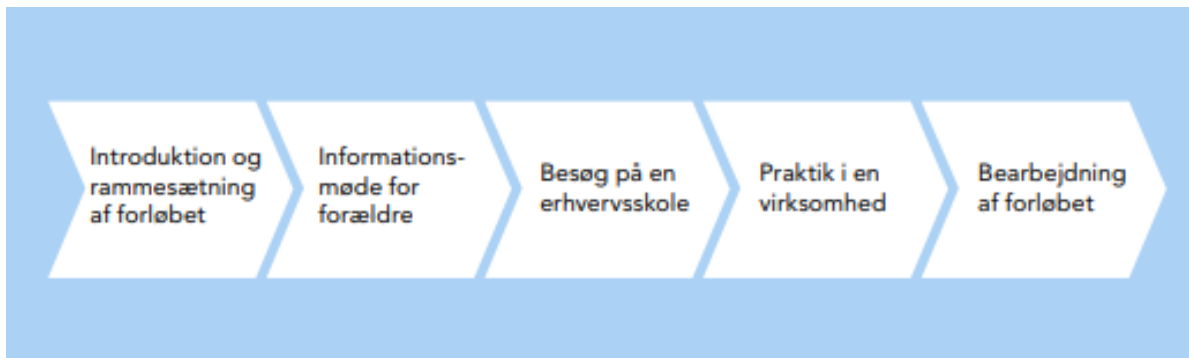 Introduktion og
rammesætning
af forløbet
Informations-
møde for
forældre
Besøg på en
erhvervsskole
Praktik i en
virksomhed
Bearbejdning
af forløbet